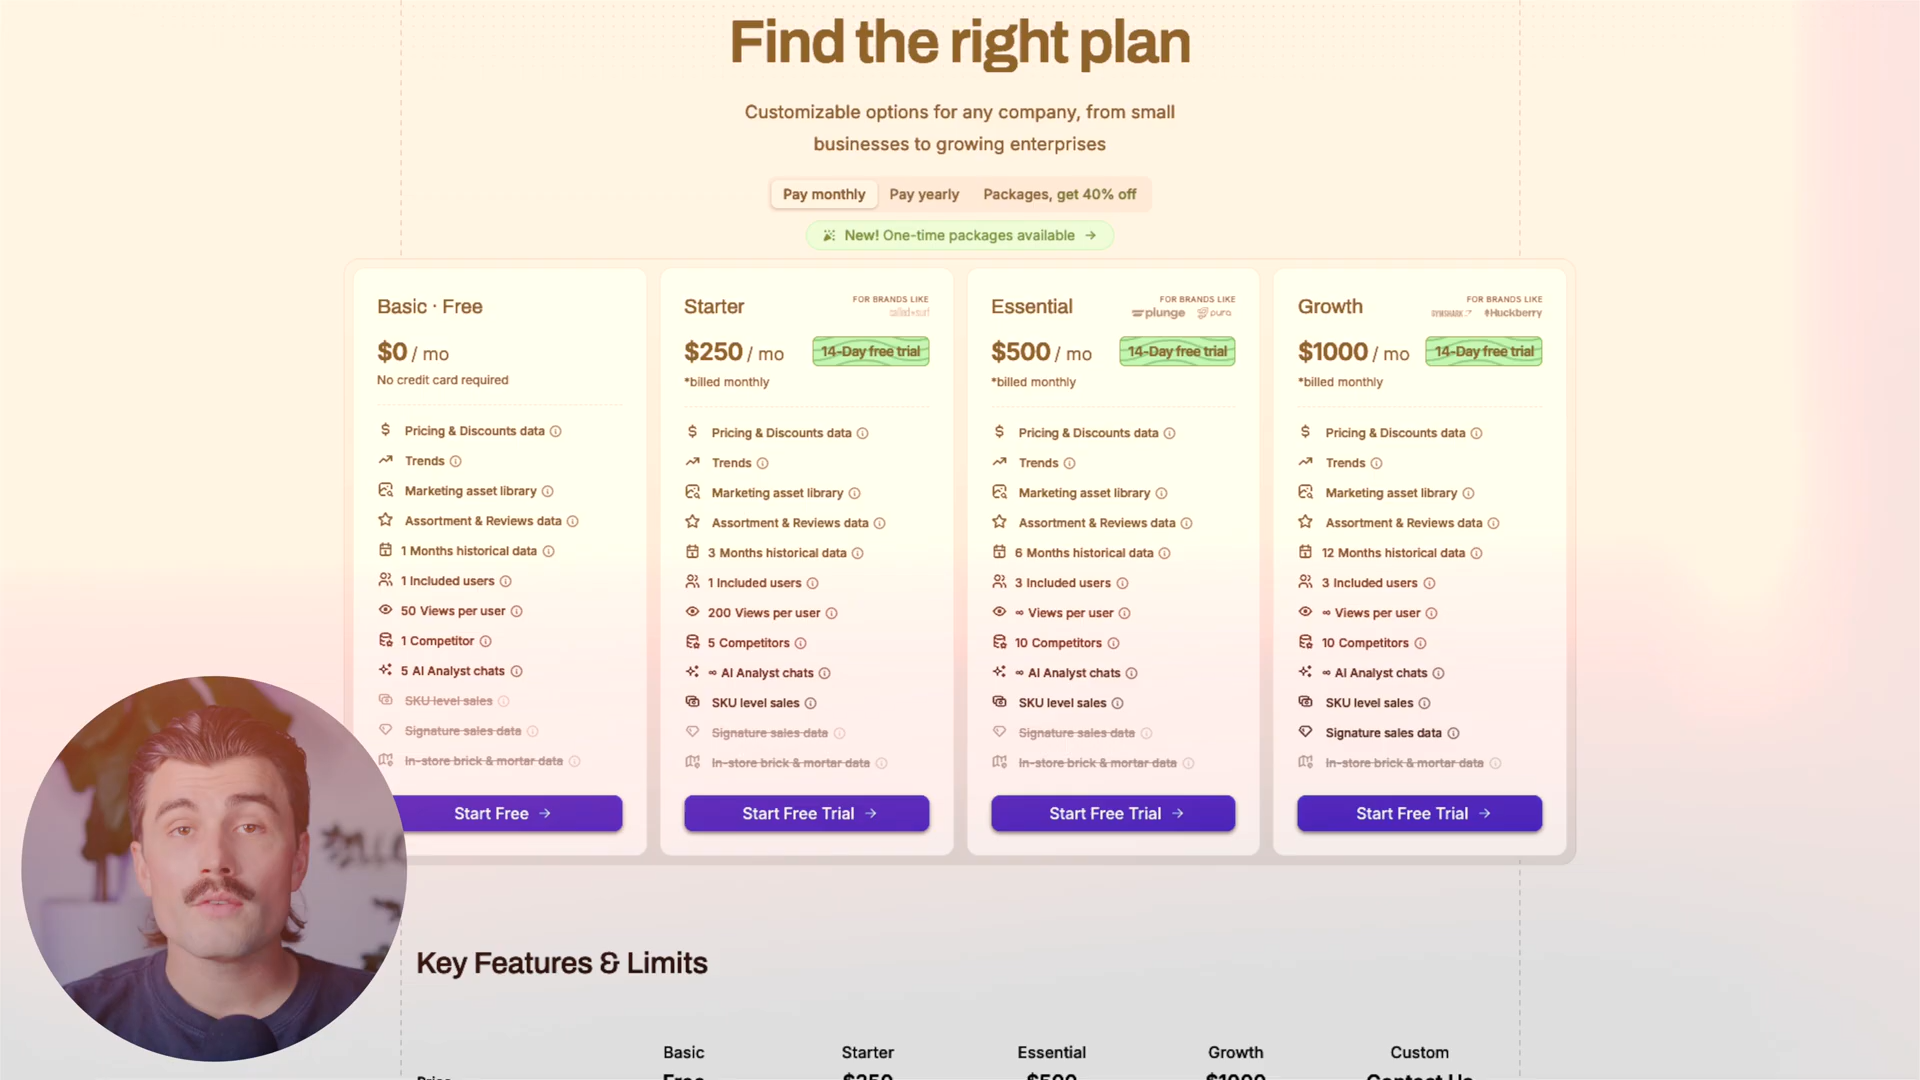 Find the right plan
Customizable options for any company, from small
businesses to growing enterprises
Pay monthly
Pay yearly
Packages, get 40% off
New! One-time packages available →
Basic · Free
$0 / mo
No credit card required
Pricing & Discounts data
Trends
Marketing asset library
Assortment & Reviews data
1 Months historical data
1 Included users
50 Views per user
1 Competitor
5 AI Analyst chats
SKU level sales
Signature sales data
In-store brick & mortar data
Start Free →
Starter
FOR BRANDS LIKE
$250 / mo
14-Day free trial
*billed monthly
Pricing & Discounts data
Trends
Marketing asset library
Assortment & Reviews data
3 Months historical data
1 Included users
200 Views per user
5 Competitors
∞ AI Analyst chats
SKU level sales
Signature sales data
In-store brick & mortar data
Start Free Trial →
Essential
FOR BRANDS LIKE
plunge
pura
$500 / mo
14-Day free trial
*billed monthly
Pricing & Discounts data
Trends
Marketing asset library
Assortment & Reviews data
6 Months historical data
3 Included users
∞ Views per user
10 Competitors
∞ AI Analyst chats
SKU level sales
Signature sales data
In-store brick & mortar data
Start Free Trial →
Growth
FOR BRANDS LIKE
GYMSHARK
Huckberry
$1000 / mo
14-Day free trial
*billed monthly
Pricing & Discounts data
Trends
Marketing asset library
Assortment & Reviews data
12 Months historical data
3 Included users
∞ Views per user
10 Competitors
∞ AI Analyst chats
SKU level sales
Signature sales data
In-store brick & mortar data
Start Free Trial →
Key Features & Limits
Basic
Starter
Essential
Growth
Custom
Price
Free
$250
$500
$1000
Contact Us